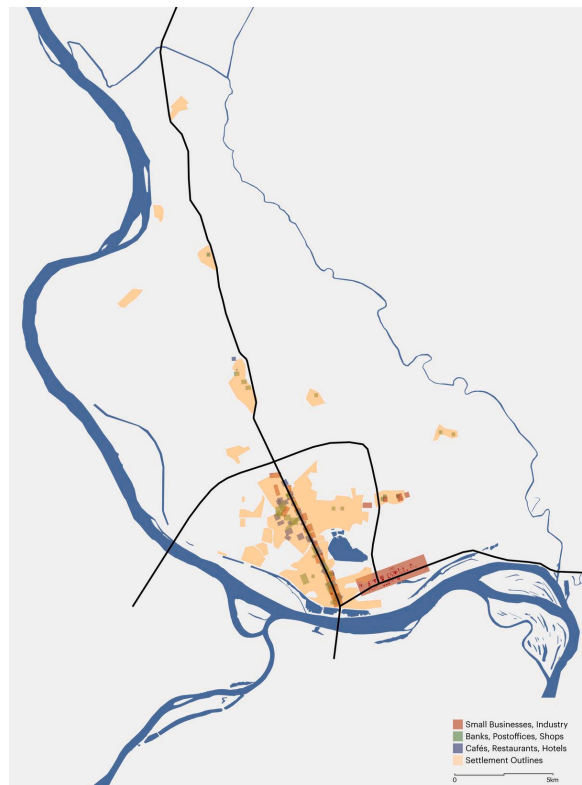 Small Businesses, Industry
Banks, Postoffices, Shops
Cafés, Restaurants, Hotels
Settlement Outlines
0 5km